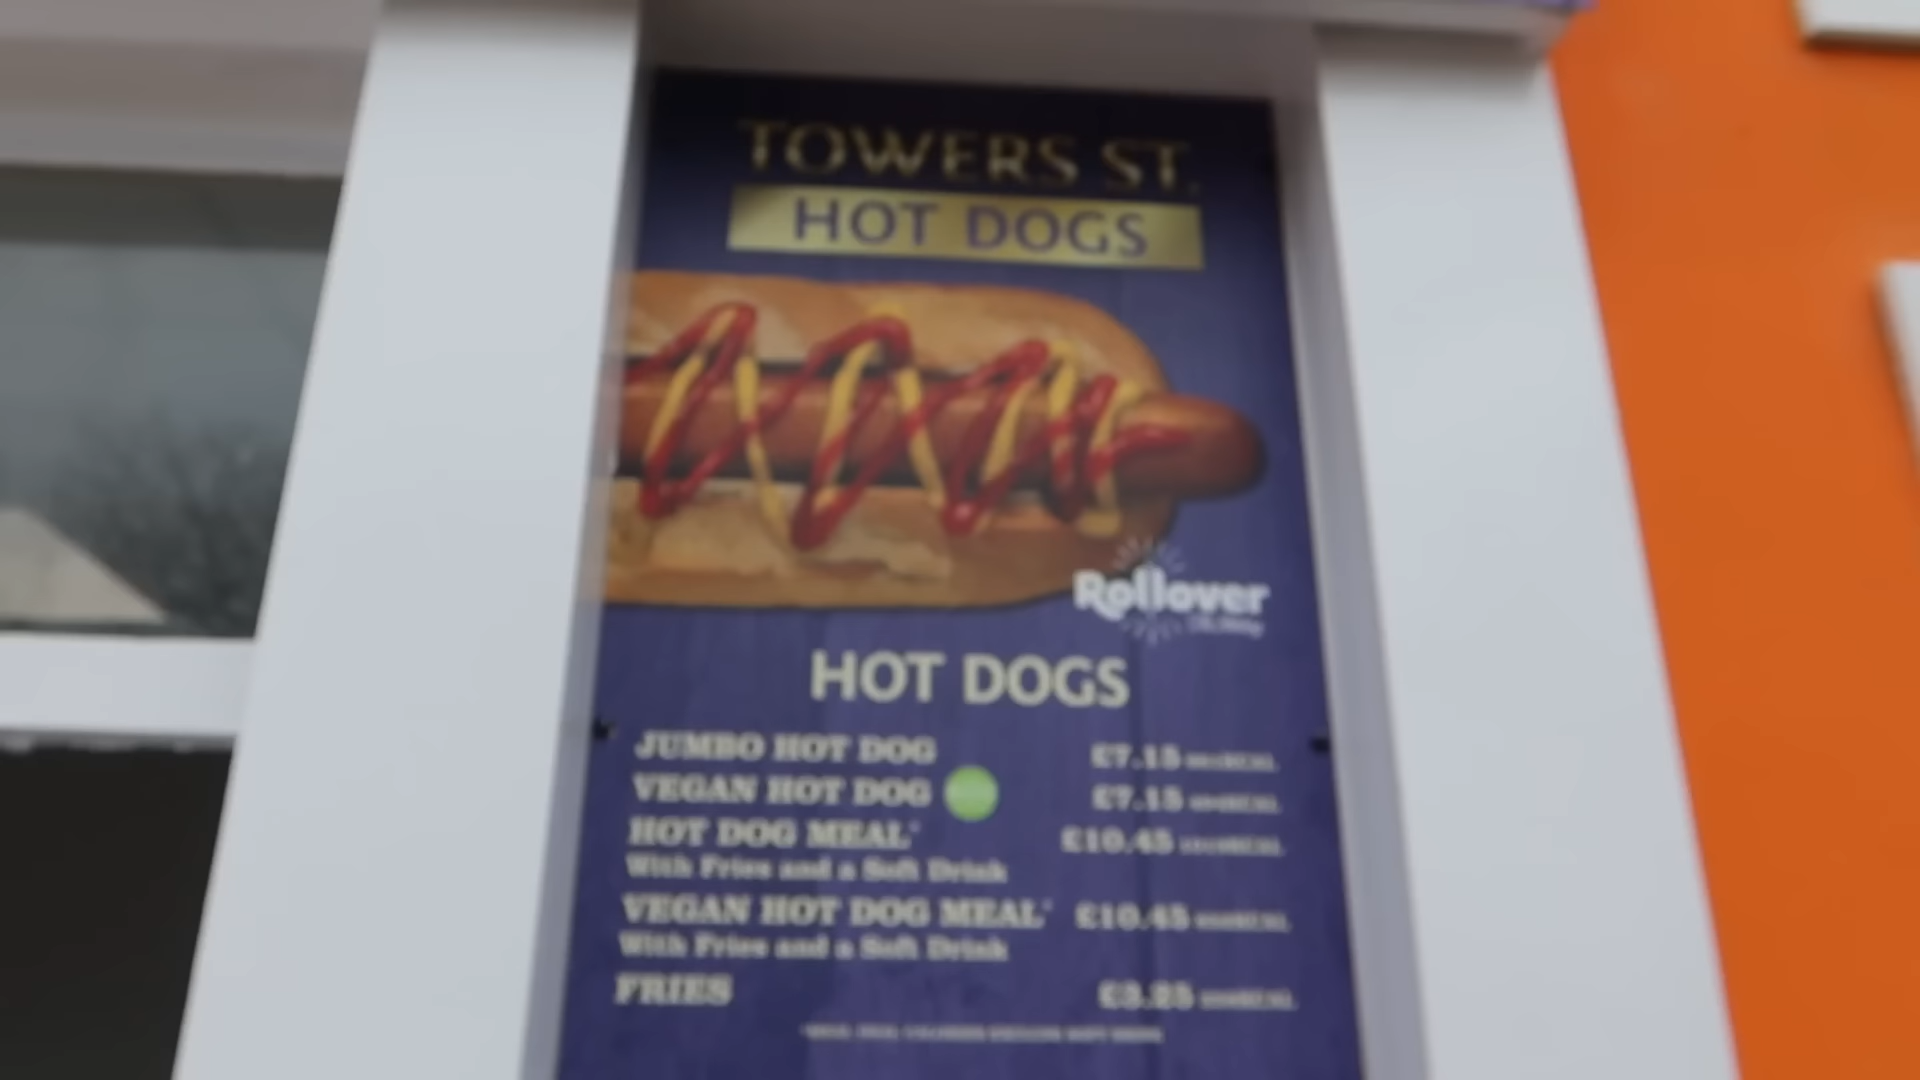 TOWERS ST.
HOT DOGS
Rollover
HOT DOGS
JUMBO HOT DOG £7.15
VEGAN HOT DOG £7.15
HOT DOG MEAL* £10.45
With Fries and a Soft Drink
VEGAN HOT DOG MEAL* £10.45
With Fries and a Soft Drink
FRIES £3.25